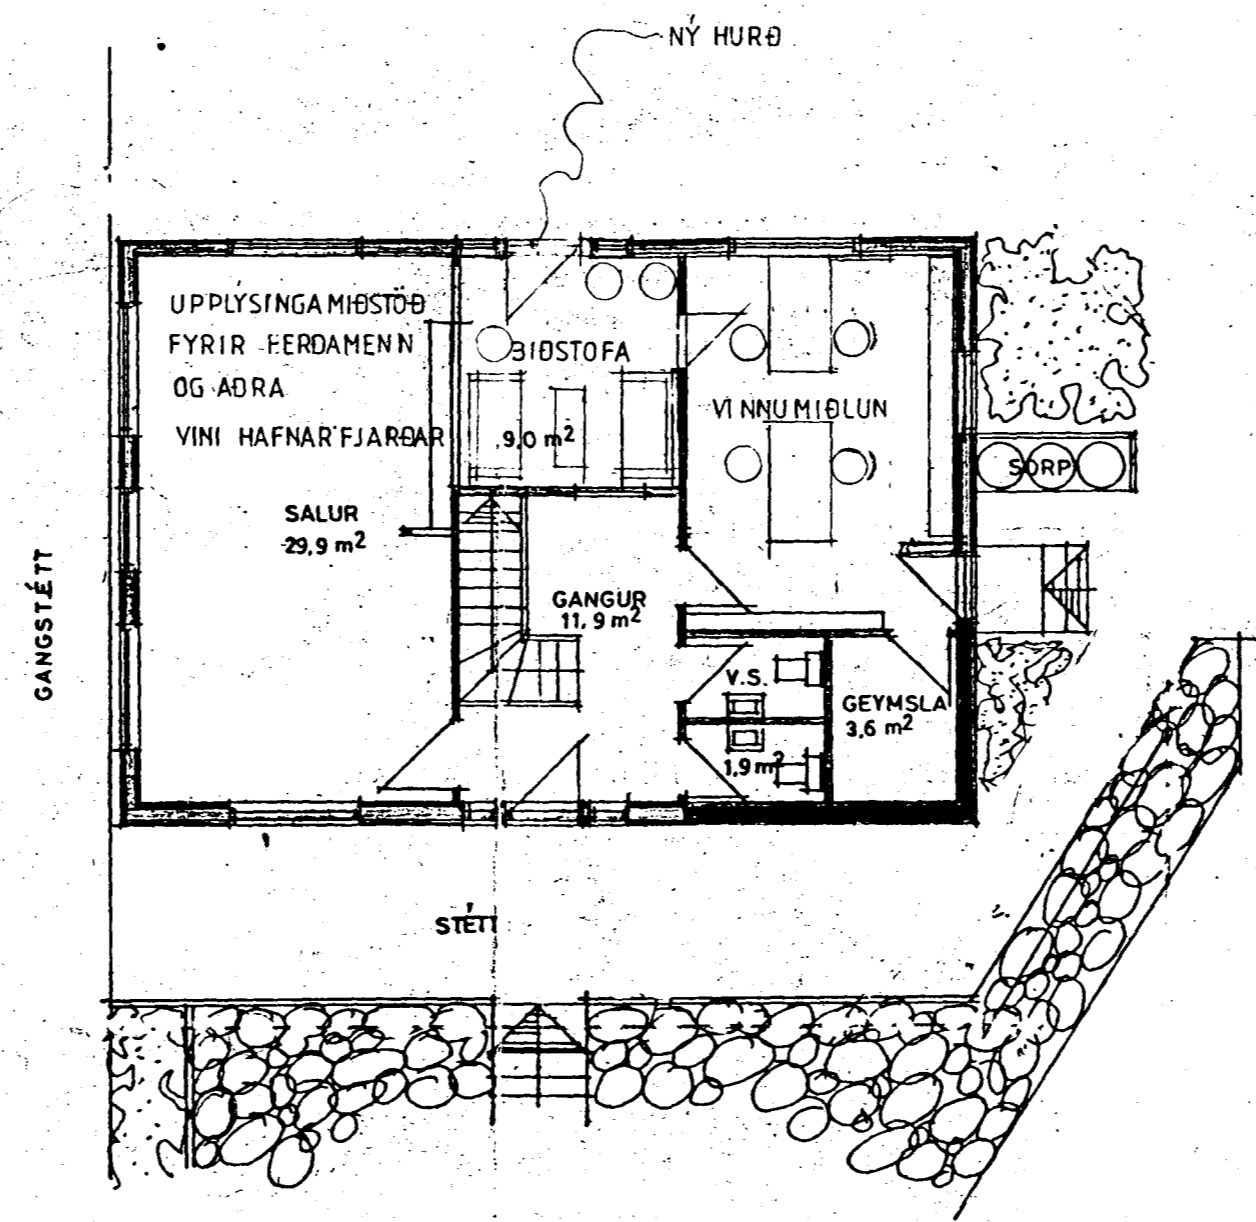 NÝ HURÐ
UPPLÝSINGAMIÐSTÖÐ
FYRIR FERÐAMENN
OG AÐRA
VINI HAFNARFJARÐAR
BIÐSTOFA
9,0 m²
VINNUMIÐLUN
SORP
SALUR
29,9 m²
GANGSTÉTT
GANGUR
11,9 m²
V.S.
1,9 m²
GEYMSLA
3,6 m²
STÉTT